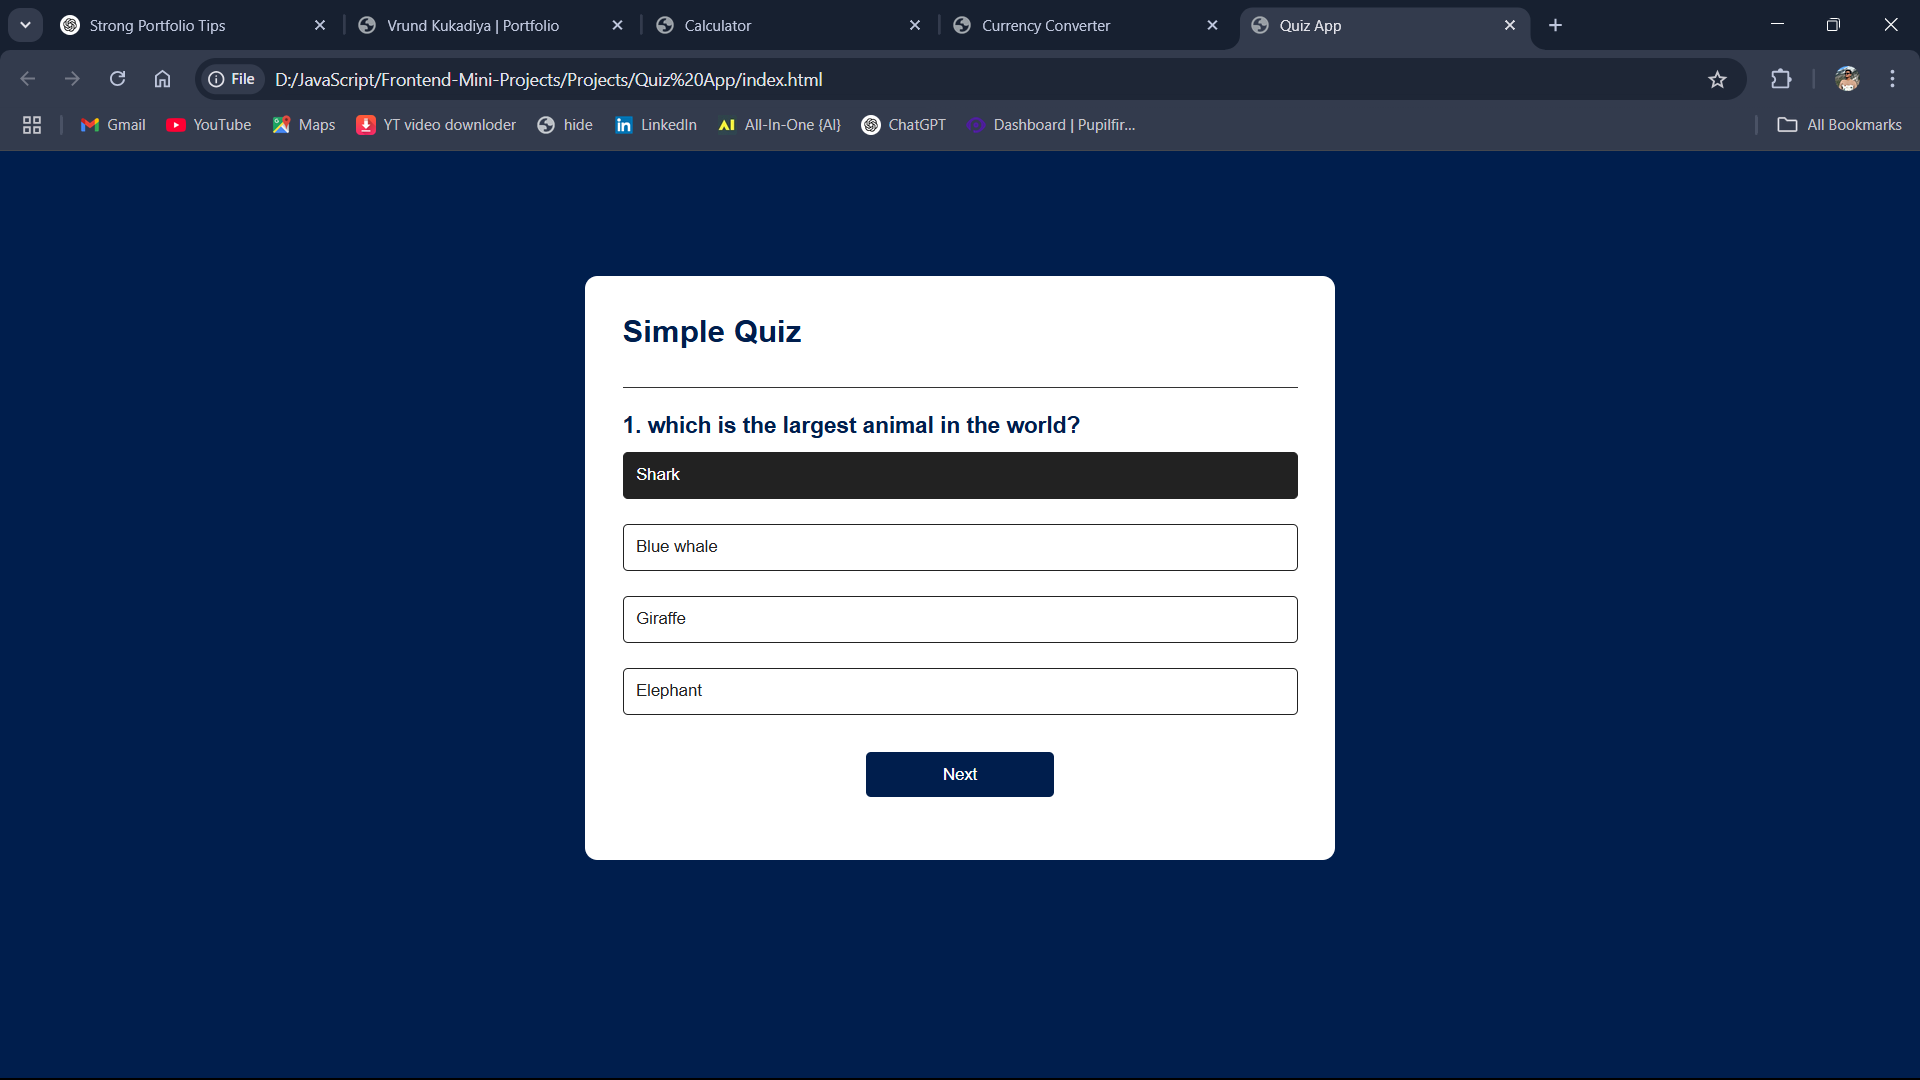 Strong Portfolio Tips
Vrund Kukadiya | Portfolio
Calculator
Currency Converter
Quiz App
File
D:/JavaScript/Frontend-Mini-Projects/Projects/Quiz%20App/index.html
Gmail
YouTube
Maps
YT video downloder
hide
LinkedIn
All-In-One {AI}
ChatGPT
Dashboard | Pupilfir...
All Bookmarks
Simple Quiz
1. which is the largest animal in the world?
Shark
Blue whale
Giraffe
Elephant
Next